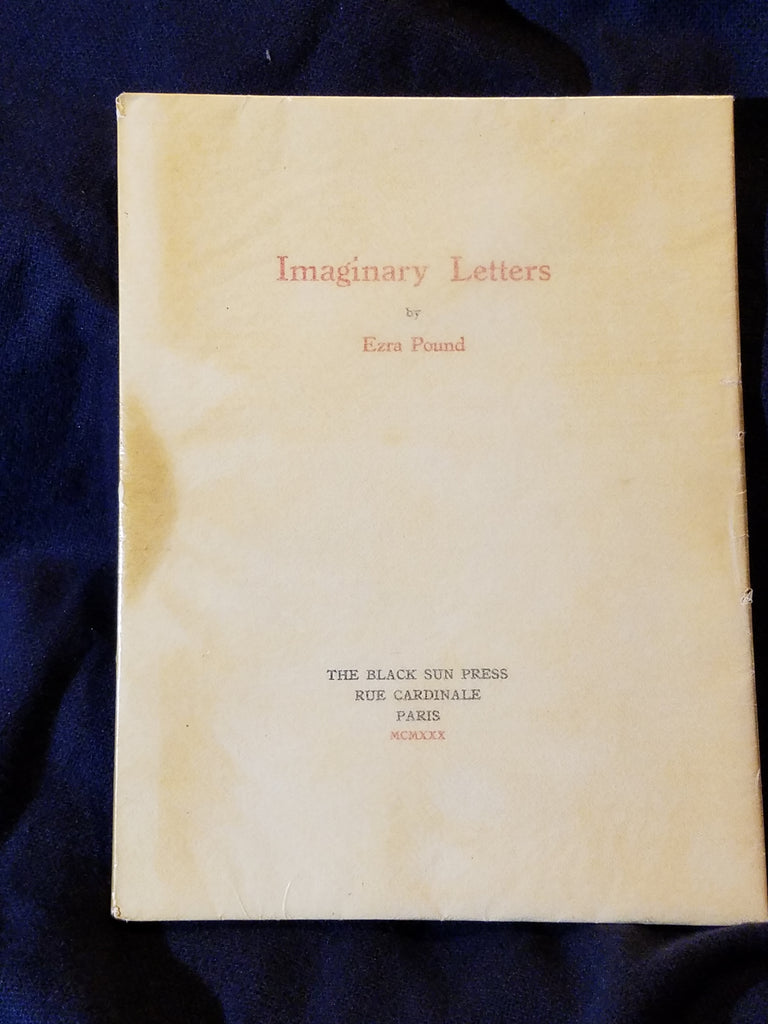 Imaginary Letters
by
Ezra Pound
THE BLACK SUN PRESS
RUE CARDINALE
PARIS
MCMXXX